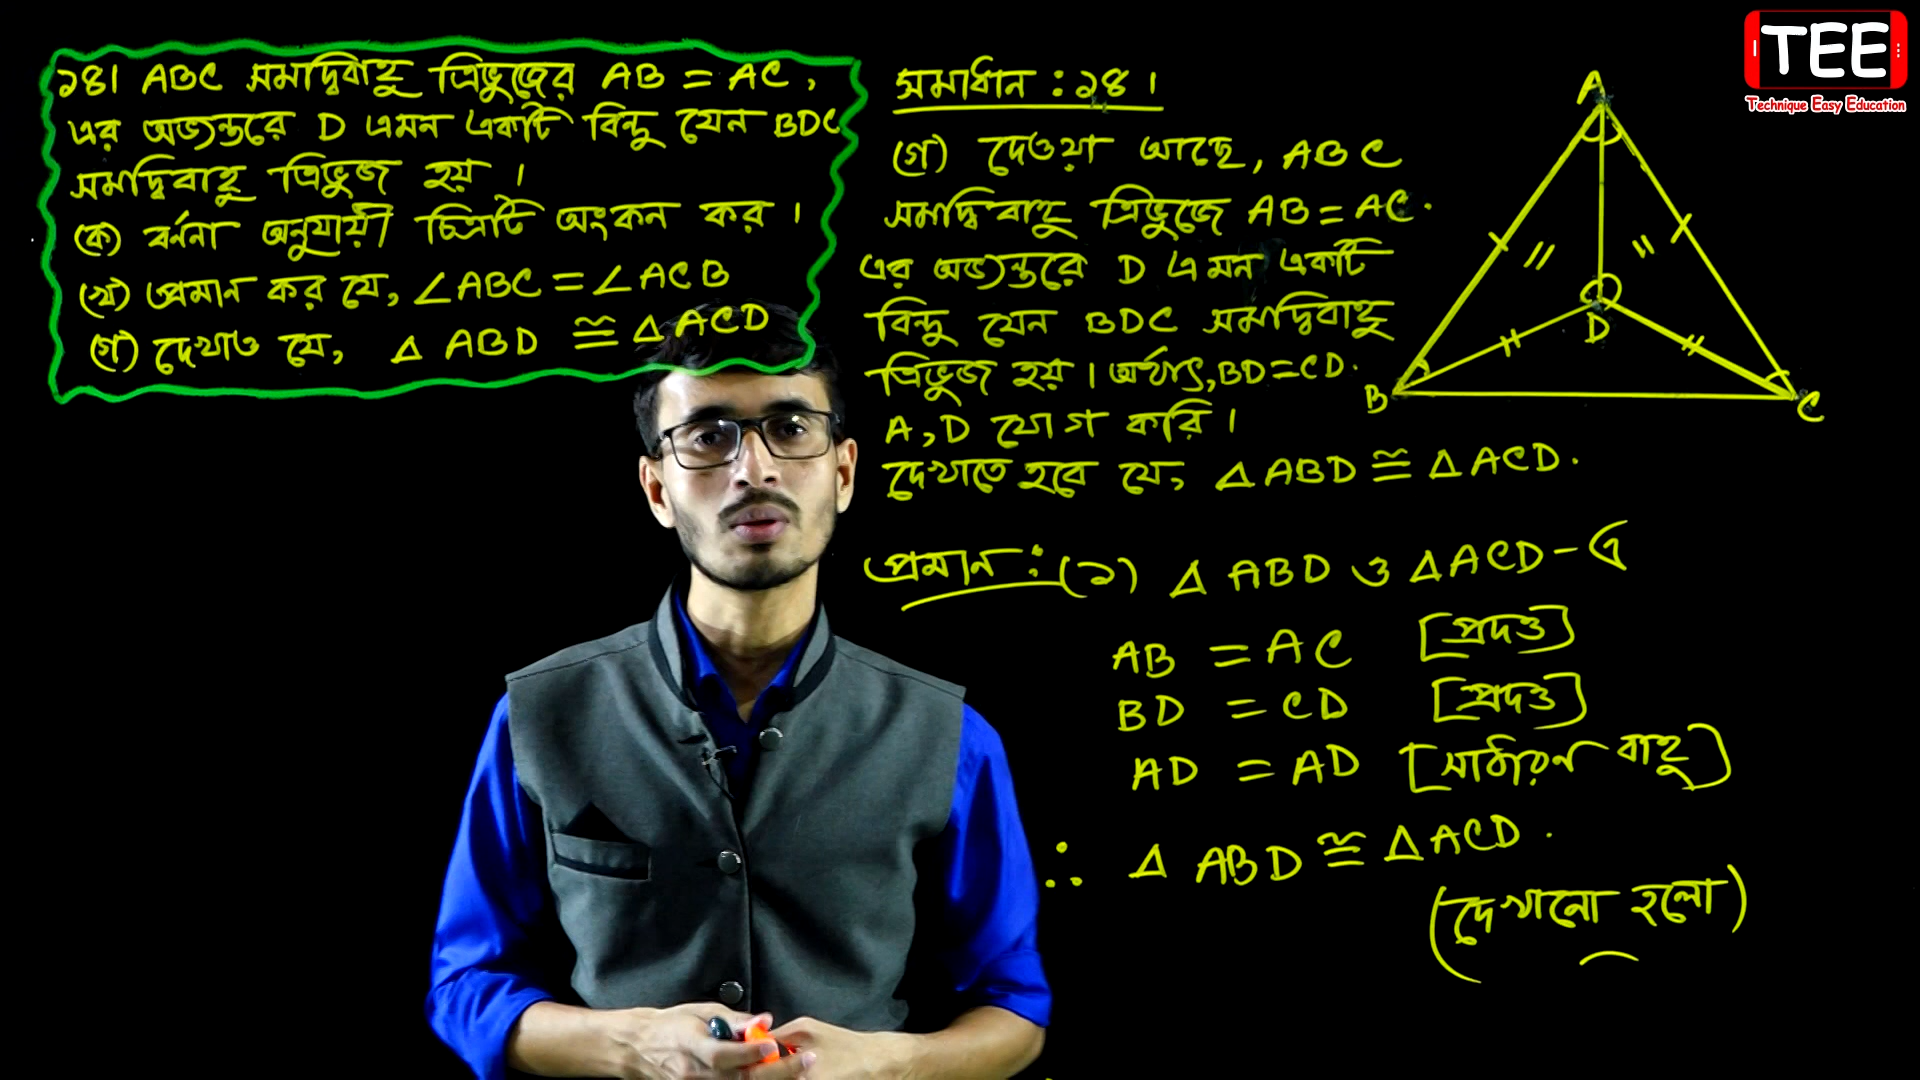 ১৪। ABC সমদ্বিবাহু ত্রিভুজের AB = AC,
এর অভ্যন্তরে D এমন একটি বিন্দু যেন BDC
সমদ্বিবাহু ত্রিভুজ হয়।
(ক) বর্ননা অনুযায়ী চিত্রটি অংকন কর।
(খ) প্রমান কর যে, ∠ABC = ∠ACB
(গ) দেখাও যে, △ ABD ≅ △ ACD
সমাধান : ১৪।
(গ) দেওয়া আছে, ABC
সমদ্বিবাহু ত্রিভুজে AB = AC.
এর অভ্যন্তরে D এমন একটি
বিন্দু যেন BDC সমদ্বিবাহু
ত্রিভুজ হয়। অর্থাৎ, BD = CD.
A, D যোগ করি।
দেখাতে হবে যে, △ ABD ≅ △ ACD.
প্রমান : (১) △ ABD ও △ ACD-এ
AB = AC [প্রদত্ত]
BD = CD [প্রদত্ত]
AD = AD [সাধারন বাহু]
∴ △ ABD ≅ △ ACD.
(দেখানো হলো)
A
D
B
C
TEE
Technique Easy Education